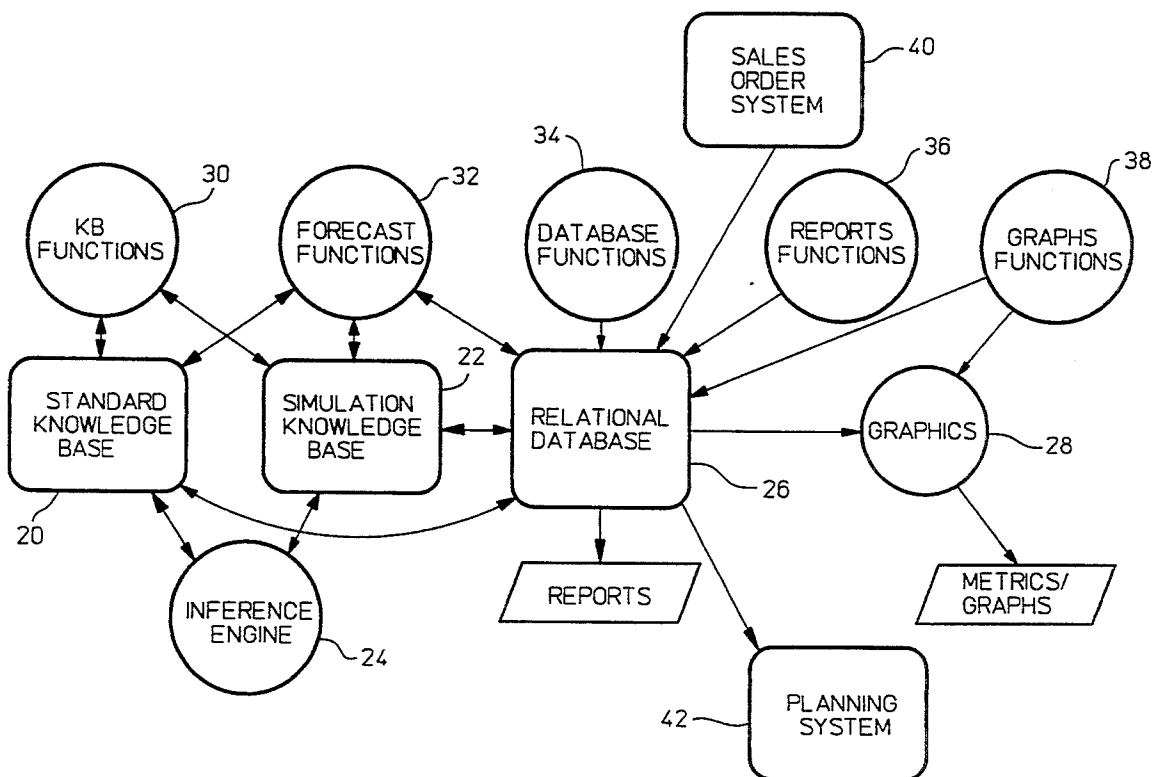 SALES
ORDER
SYSTEM
40
34
36
38
30
32
KB
FUNCTIONS
FORECAST
FUNCTIONS
DATABASE
FUNCTIONS
REPORTS
FUNCTIONS
GRAPHS
FUNCTIONS
22
STANDARD
KNOWLEDGE
BASE
SIMULATION
KNOWLEDGE
BASE
RELATIONAL
DATABASE
GRAPHICS
28
26
20
INFERENCE
ENGINE
24
REPORTS
METRICS/
GRAPHS
42
PLANNING
SYSTEM